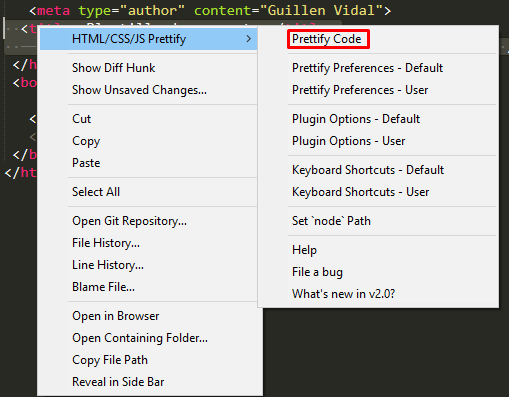 <meta type="author" content="Guillen Vidal">
HTML/CSS/JS Prettify
Show Diff Hunk
Show Unsaved Changes...
Cut
Copy
Paste
Select All
Open Git Repository...
File History...
Line History...
Blame File...
Open in Browser
Open Containing Folder...
Copy File Path
Reveal in Side Bar
Prettify Code
Prettify Preferences - Default
Prettify Preferences - User
Plugin Options - Default
Plugin Options - User
Keyboard Shortcuts - Default
Keyboard Shortcuts - User
Set `node` Path
Help
File a bug
What's new in v2.0?